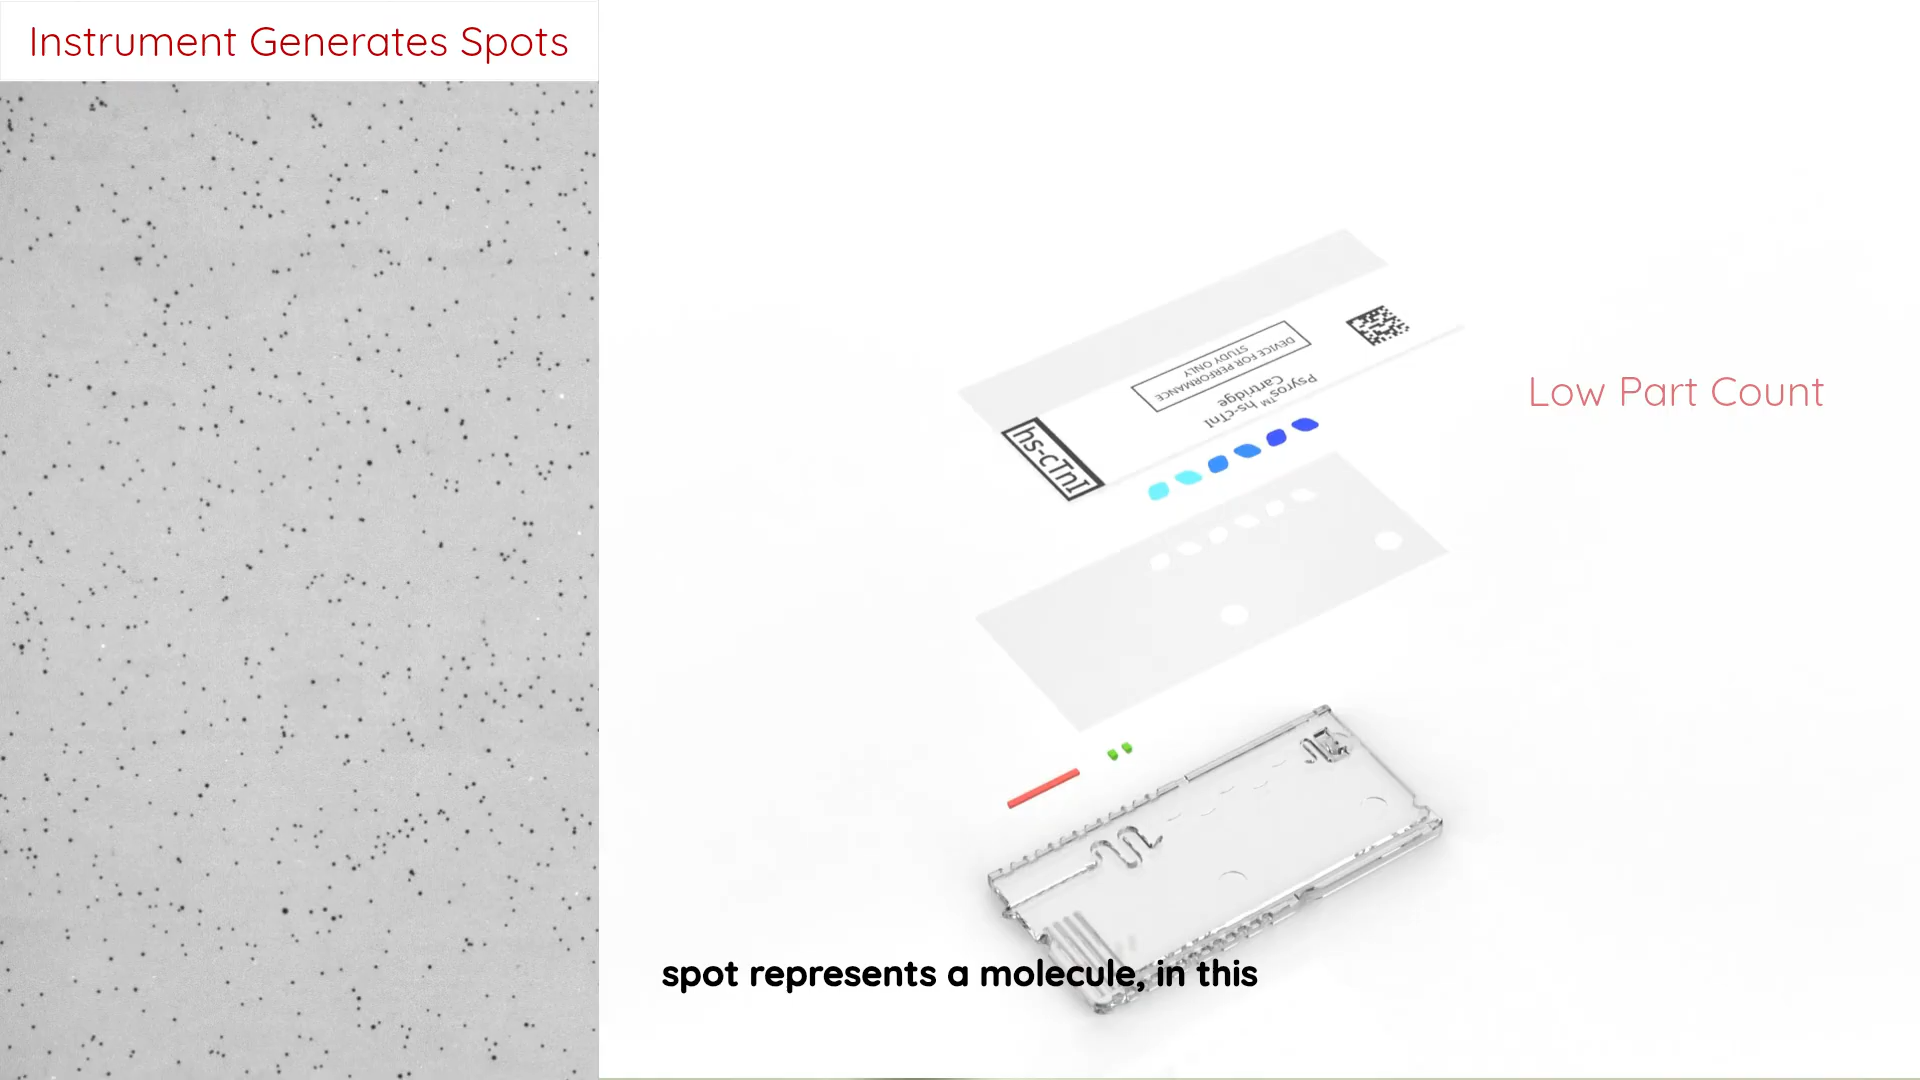 Instrument Generates Spots
DEVICE FOR PERFORMANCE
STUDY ONLY
Psyros™ hs-cTnI
Cartridge
hs-cTnI
Low Part Count
spot represents a molecule, in this